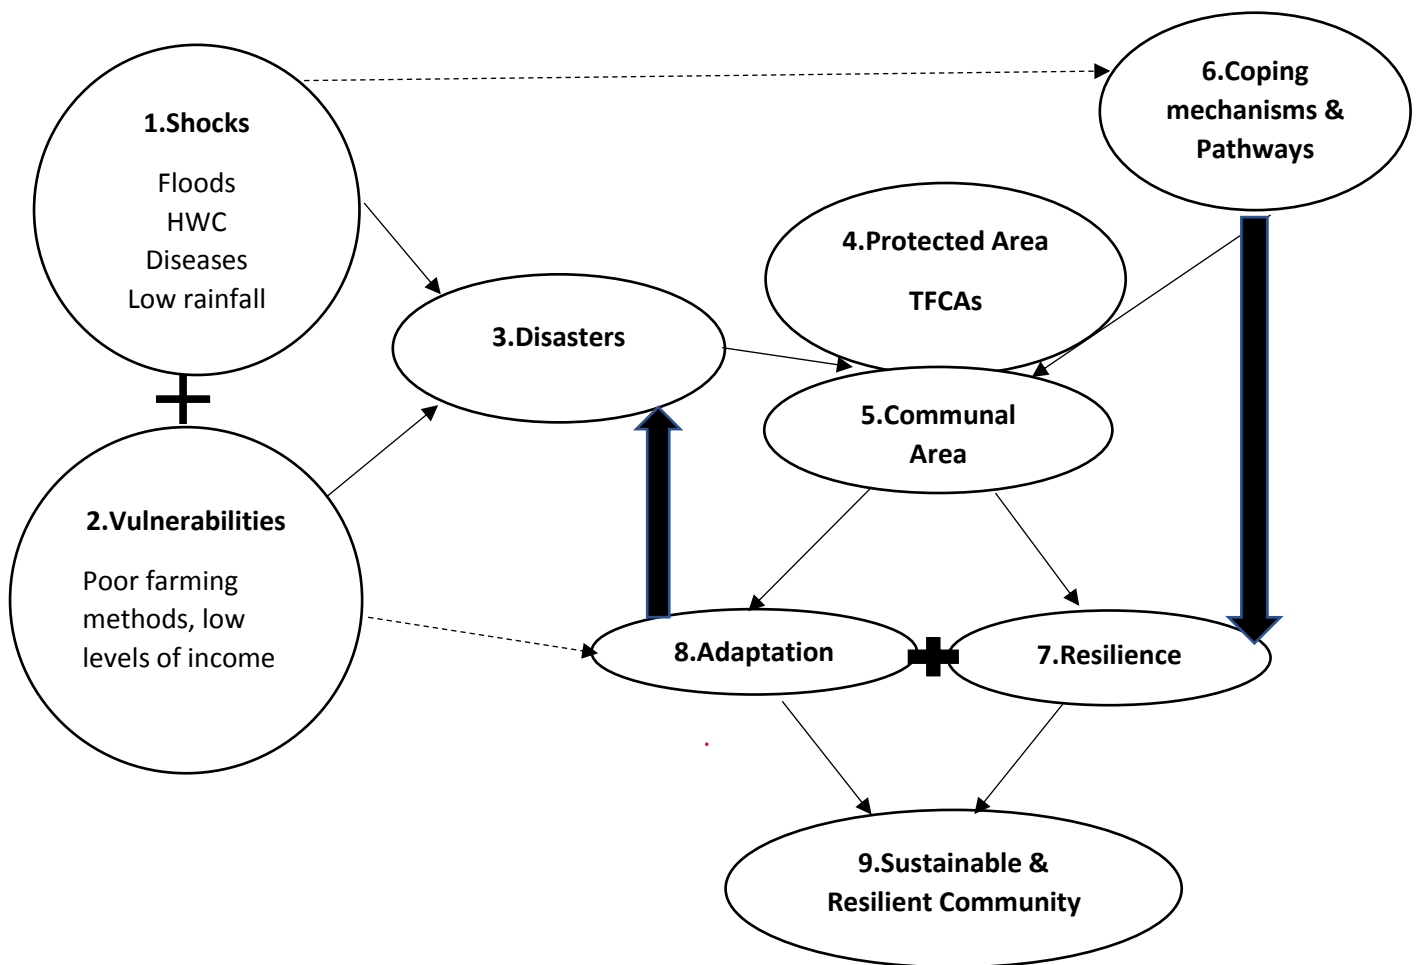 1.Shocks
Floods
HWC
Diseases
Low rainfall
2.Vulnerabilities
Poor farming
methods, low
levels of income
3.Disasters
4.Protected Area
TFCAs
5.Communal
Area
6.Coping
mechanisms &
Pathways
8.Adaptation
7.Resilience
9.Sustainable &
Resilient Community